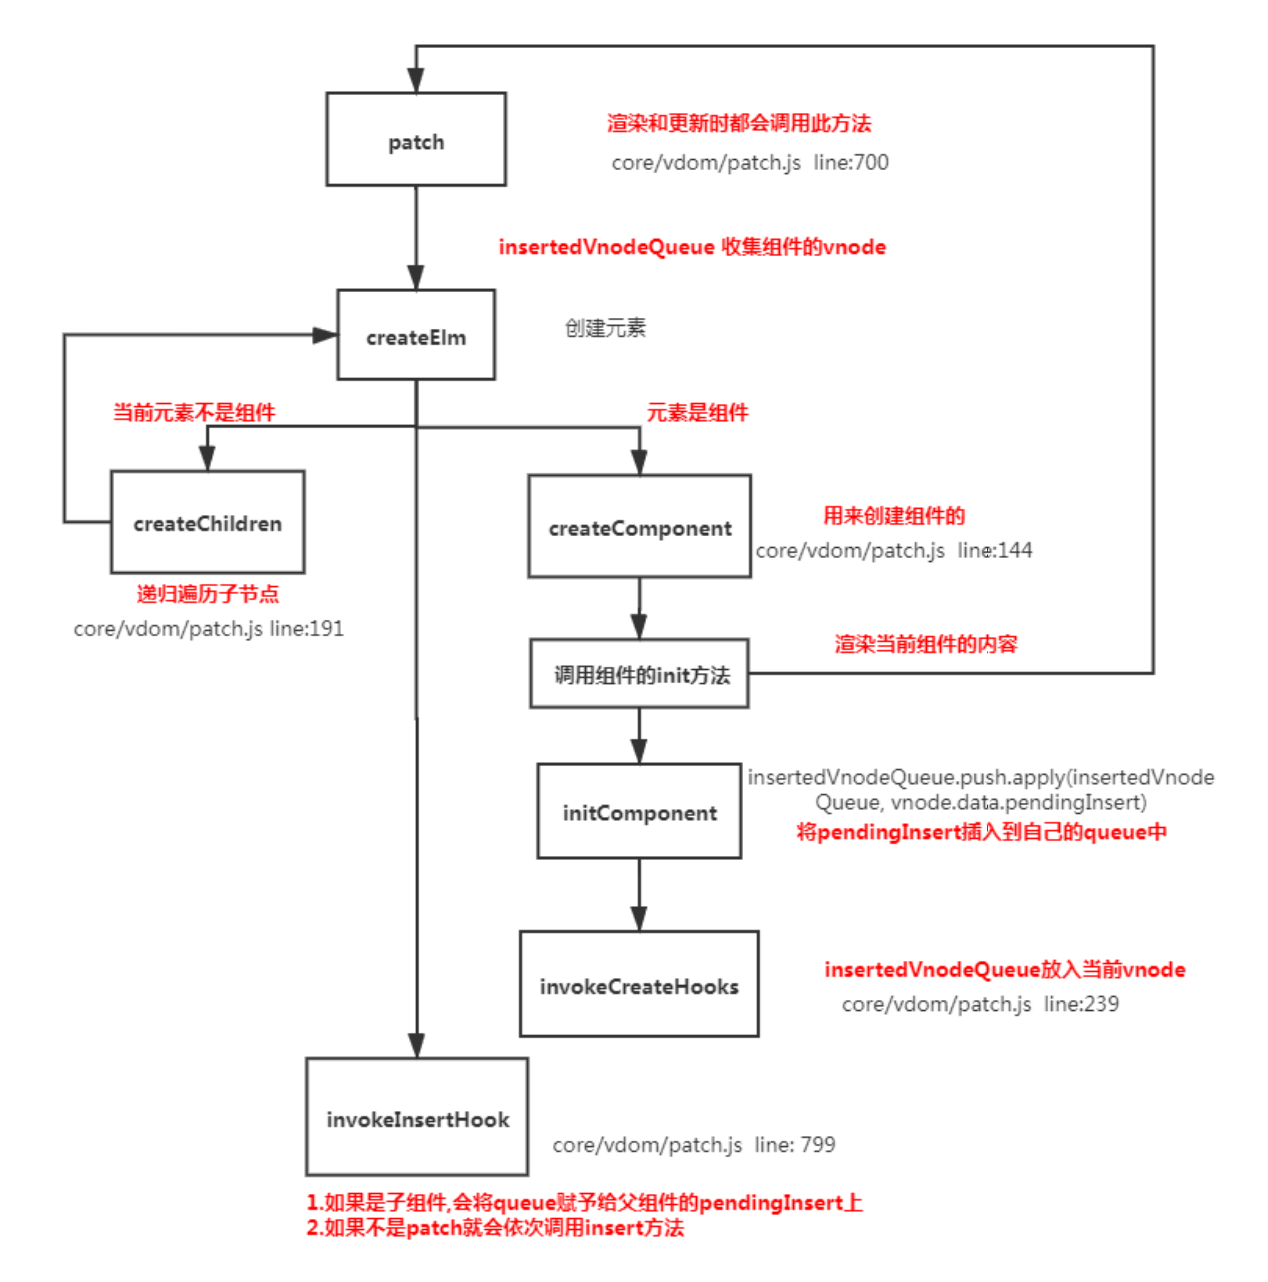 patch
渲染和更新时都会调用此方法
core/vdom/patch.js line:700
insertedVnodeQueue 收集组件的vnode
createElm
创建元素
当前元素不是组件
元素是组件
createChildren
递归遍历子节点
core/vdom/patch.js line:191
createComponent
用来创建组件的
core/vdom/patch.js line:144
调用组件的init方法
渲染当前组件的内容
initComponent
insertedVnodeQueue.push.apply(insertedVnode
Queue, vnode.data.pendingInsert)
将pendingInsert插入到自己的queue中
invokeCreateHooks
insertedVnodeQueue放入当前vnode
core/vdom/patch.js line:239
invokeInsertHook
core/vdom/patch.js line: 799
1.如果是子组件,会将queue赋予给父组件的pendingInsert上
2.如果不是patch就会依次调用insert方法